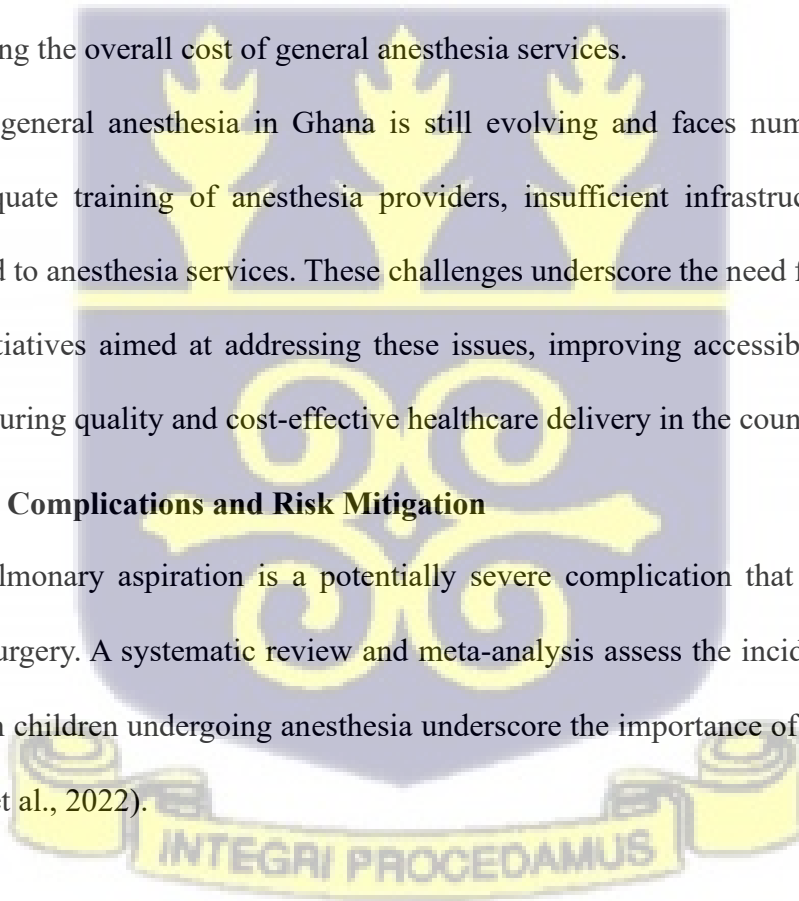 ng the overall cost of general anesthesia services.
general anesthesia in Ghana is still evolving and faces num
quate training of anesthesia providers, insufficient infrastruc
d to anesthesia services. These challenges underscore the need f
tiatives aimed at addressing these issues, improving accessib
uring quality and cost-effective healthcare delivery in the coun
Complications and Risk Mitigation
lmonary aspiration is a potentially severe complication that
urgery. A systematic review and meta-analysis assess the incid
n children undergoing anesthesia underscore the importance of
et al., 2022).
INTEGRI PROCEDAMUS